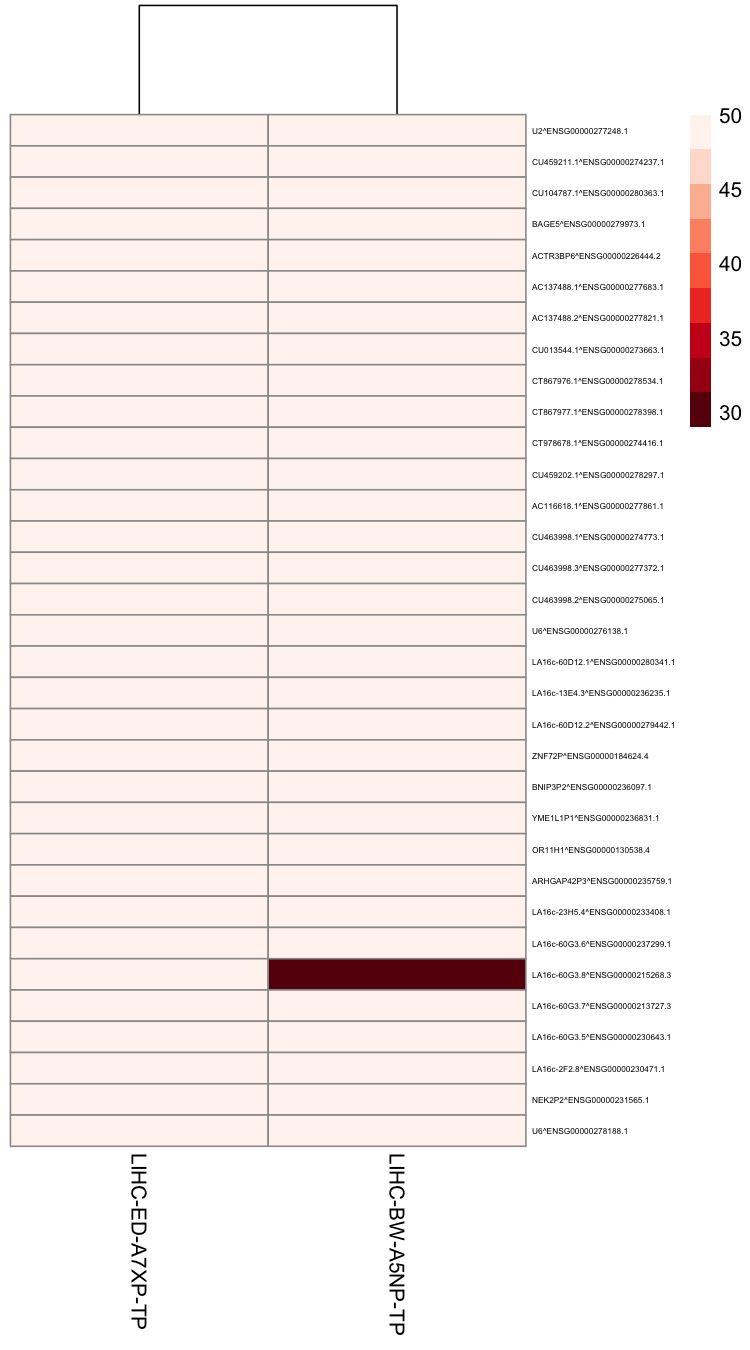 U2^ENSG00000277248.1
CU459211.1^ENSG00000274237.1
CU104787.1^ENSG00000280363.1
BAGE5^ENSG00000279973.1
ACTR3BP6^ENSG00000226444.2
AC137488.1^ENSG00000277683.1
AC137488.2^ENSG00000277821.1
CU013544.1^ENSG00000273663.1
CT867976.1^ENSG00000278534.1
CT867977.1^ENSG00000278398.1
CT978678.1^ENSG00000274416.1
CU459202.1^ENSG00000278297.1
AC116618.1^ENSG00000277861.1
CU463998.1^ENSG00000274773.1
CU463998.3^ENSG00000277372.1
CU463998.2^ENSG00000275065.1
U6^ENSG00000276138.1
LA16c-60D12.1^ENSG00000280341.1
LA16c-13E4.3^ENSG00000236235.1
LA16c-60D12.2^ENSG00000279442.1
ZNF72P^ENSG00000184624.4
BNIP3P2^ENSG00000236097.1
YME1L1P1^ENSG00000236831.1
OR11H1^ENSG00000130538.4
ARHGAP42P3^ENSG00000235759.1
LA16c-23H5.4^ENSG00000233408.1
LA16c-60G3.6^ENSG00000237299.1
LA16c-60G3.8^ENSG00000215268.3
LA16c-60G3.7^ENSG00000213727.3
LA16c-60G3.5^ENSG00000230643.1
LA16c-2F2.8^ENSG00000230471.1
NEK2P2^ENSG00000231565.1
U6^ENSG00000278188.1
50
45
40
35
30
LIHC-ED-A7XP-TP
LIHC-BW-A5NP-TP